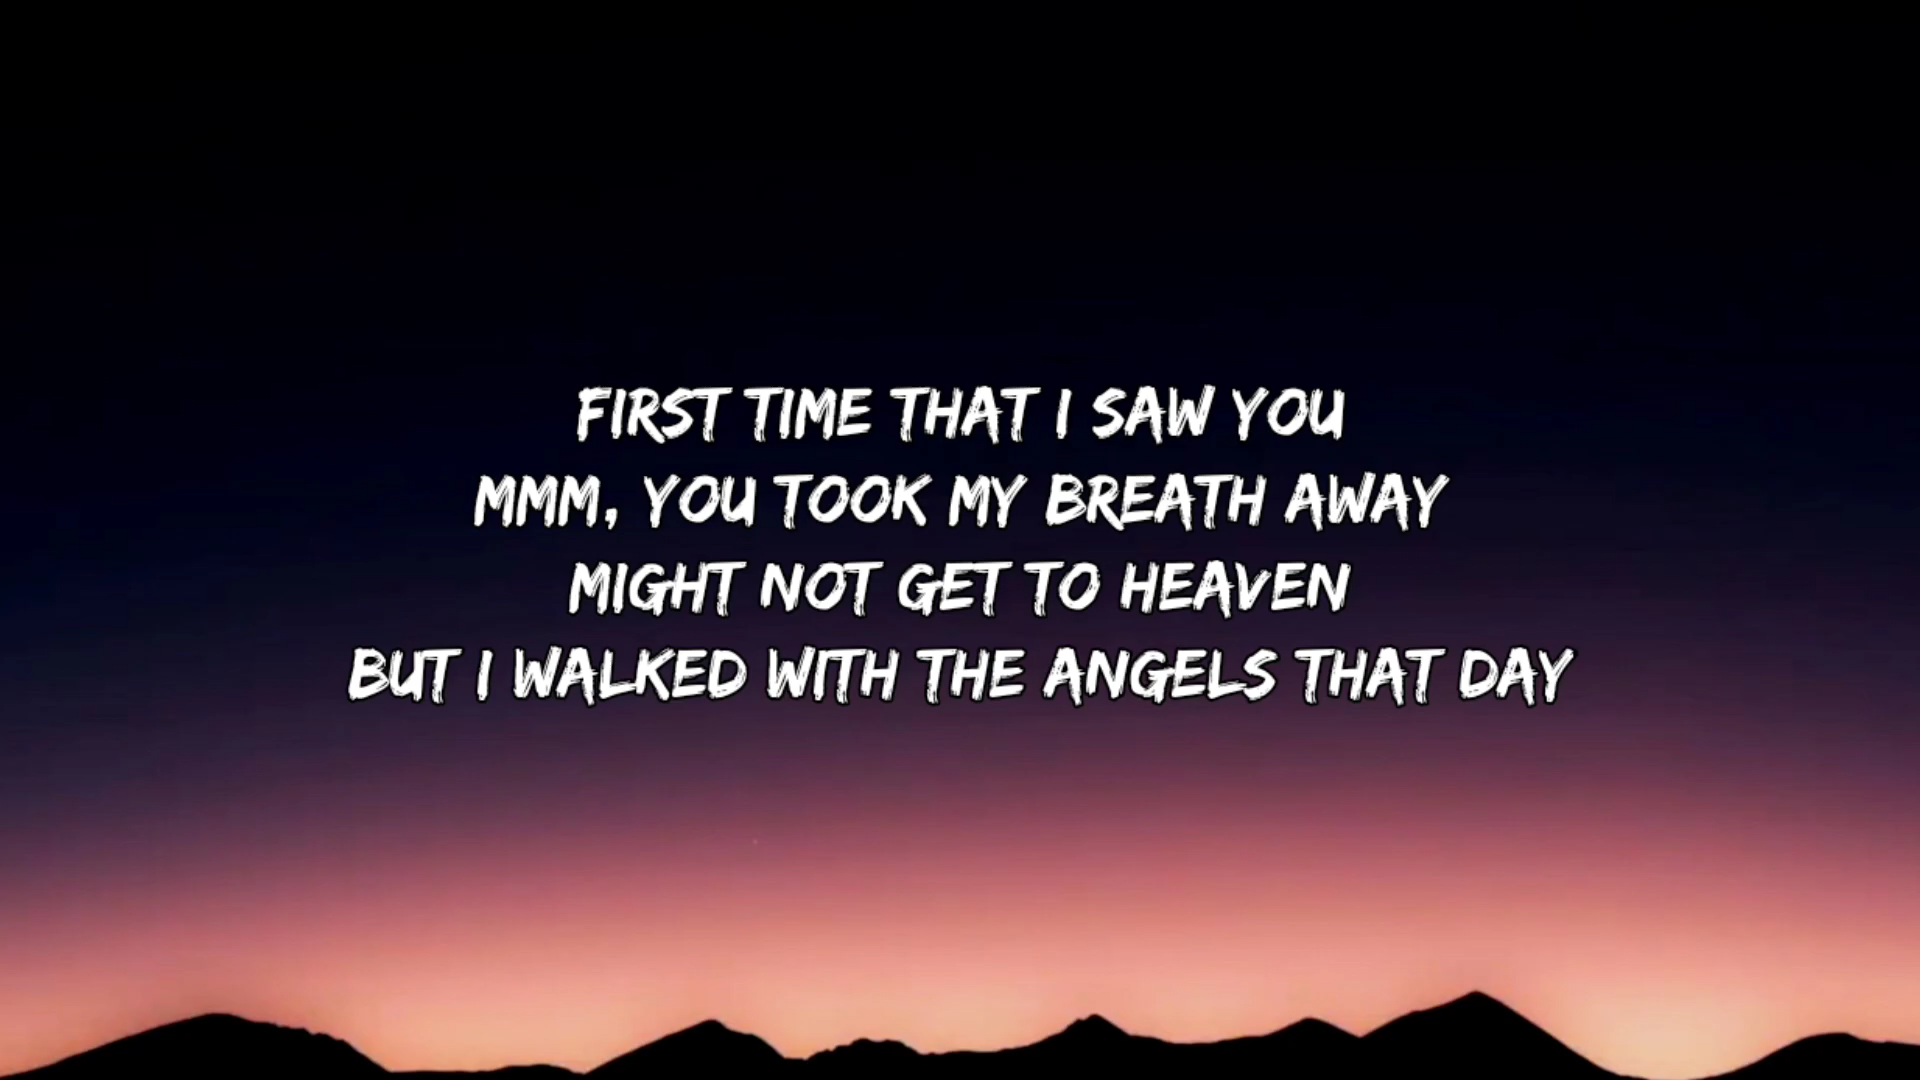 FIRST TIME THAT I SAW YOU
MMM, YOU TOOK MY BREATH AWAY
MIGHT NOT GET TO HEAVEN
BUT I WALKED WITH THE ANGELS THAT DAY